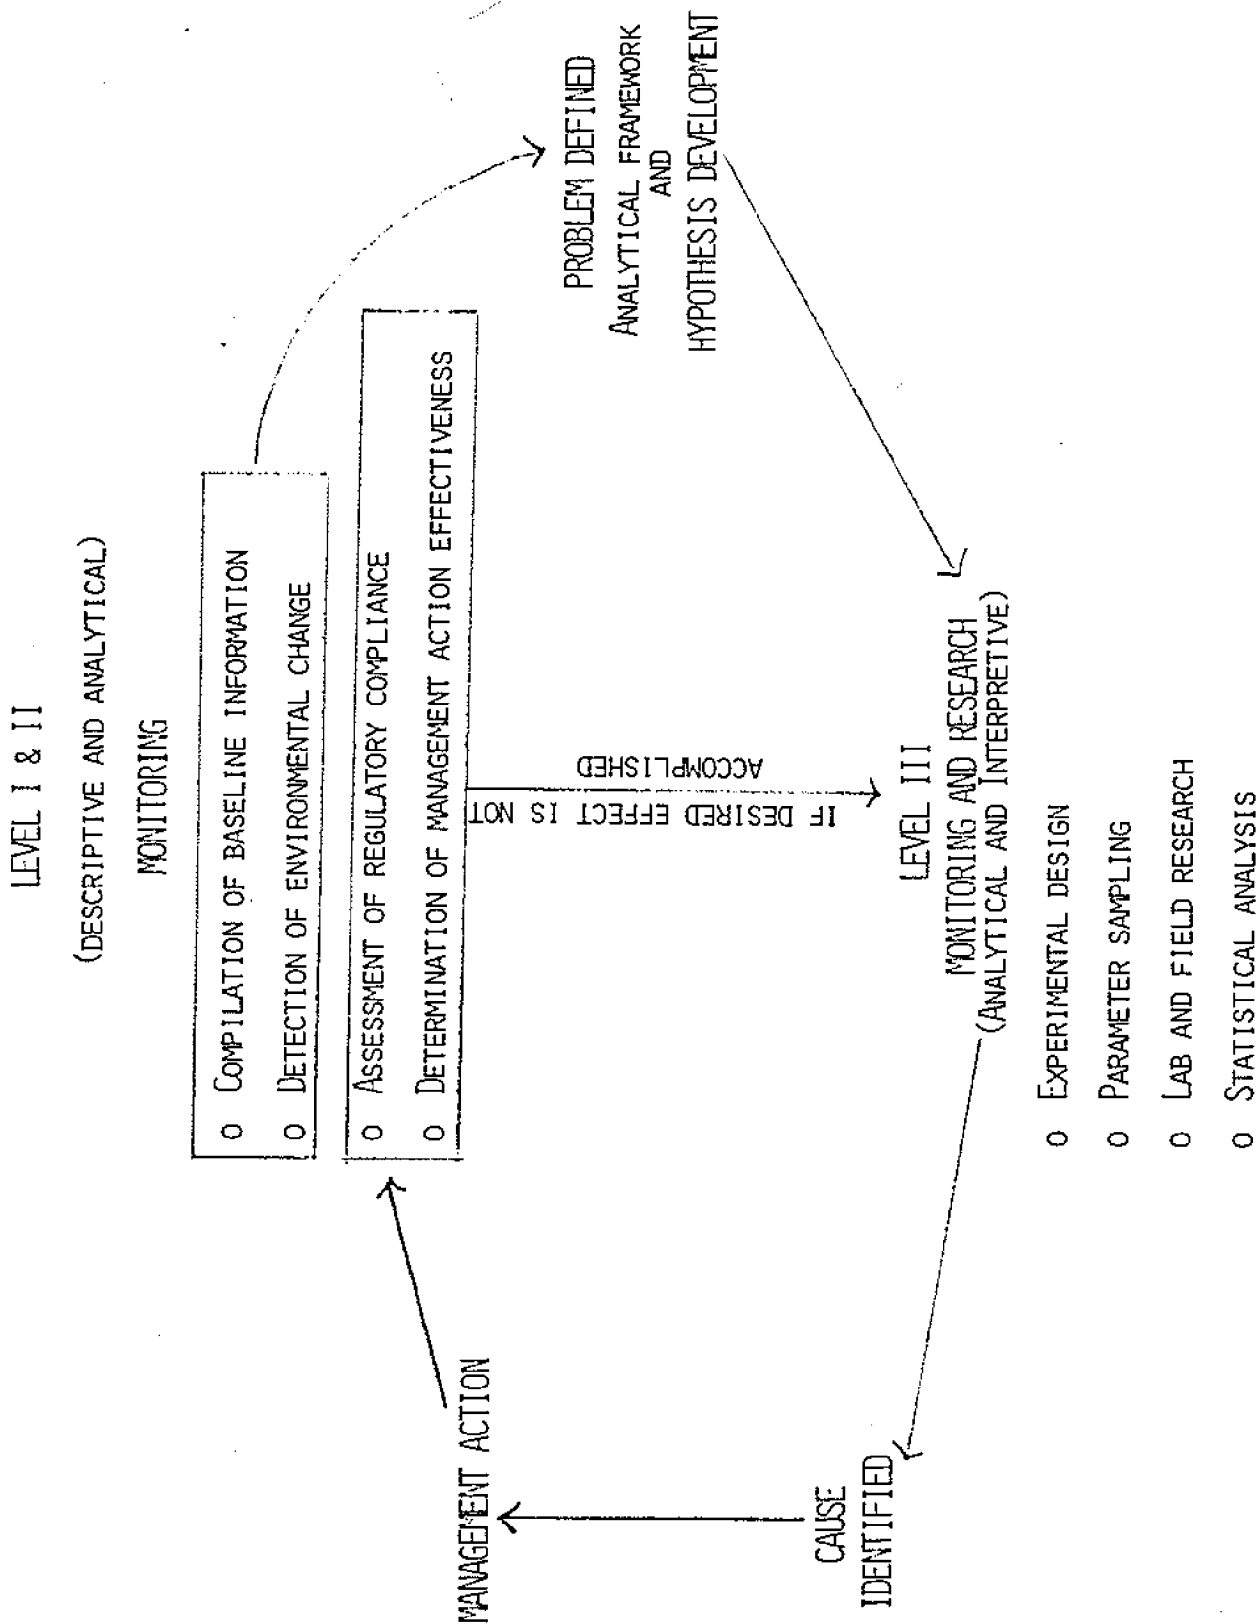 LEVEL I & II
(DESCRIPTIVE AND ANALYTICAL)
MONITORING
O COMPILATION OF BASELINE INFORMATION
O DETECTION OF ENVIRONMENTAL CHANGE
O ASSESSMENT OF REGULATORY COMPLIANCE
O DETERMINATION OF MANAGEMENT ACTION EFFECTIVENESS
PROBLEM DEFINED
ANALYTICAL FRAMEWORK
AND
HYPOTHESIS DEVELOPMENT
IF DESIRED EFFECT IS NOT
ACCOMPLISHED
LEVEL III
MONITORING AND RESEARCH
(ANALYTICAL AND INTERPRETIVE)
O EXPERIMENTAL DESIGN
O PARAMETER SAMPLING
O LAB AND FIELD RESEARCH
O STATISTICAL ANALYSIS
CAUSE
IDENTIFIED
MANAGEMENT ACTION